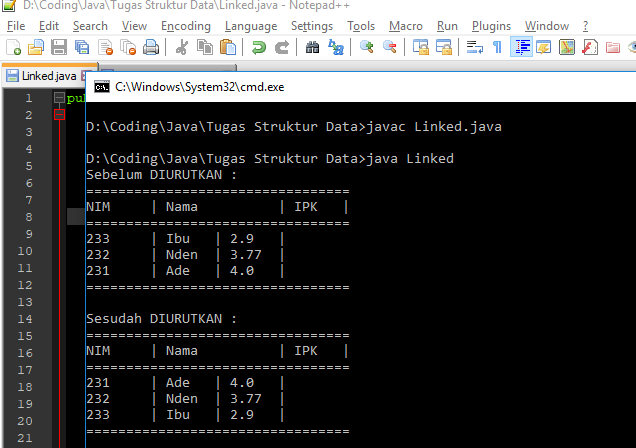 D:\Coding\Java\Tugas Struktur Data\Linked.java - Notepad++
File Edit Search View Encoding Language Settings Tools Macro Run Plugins Window ?
Linked.java
C:\Windows\System32\cmd.exe
1 pu
2
3
4
5
6
7
8
9
10
11
12
13
14
15
16
17
18
19
20
21
D:\Coding\Java\Tugas Struktur Data>javac Linked.java
D:\Coding\Java\Tugas Struktur Data>java Linked
Sebelum DIURUTKAN :
=================================
NIM | Nama | IPK |
=================================
233 | Ibu | 2.9 |
232 | Nden | 3.77 |
231 | Ade | 4.0 |
=================================
Sesudah DIURUTKAN :
=================================
NIM | Nama | IPK |
=================================
231 | Ade | 4.0 |
232 | Nden | 3.77 |
233 | Ibu | 2.9 |
=================================